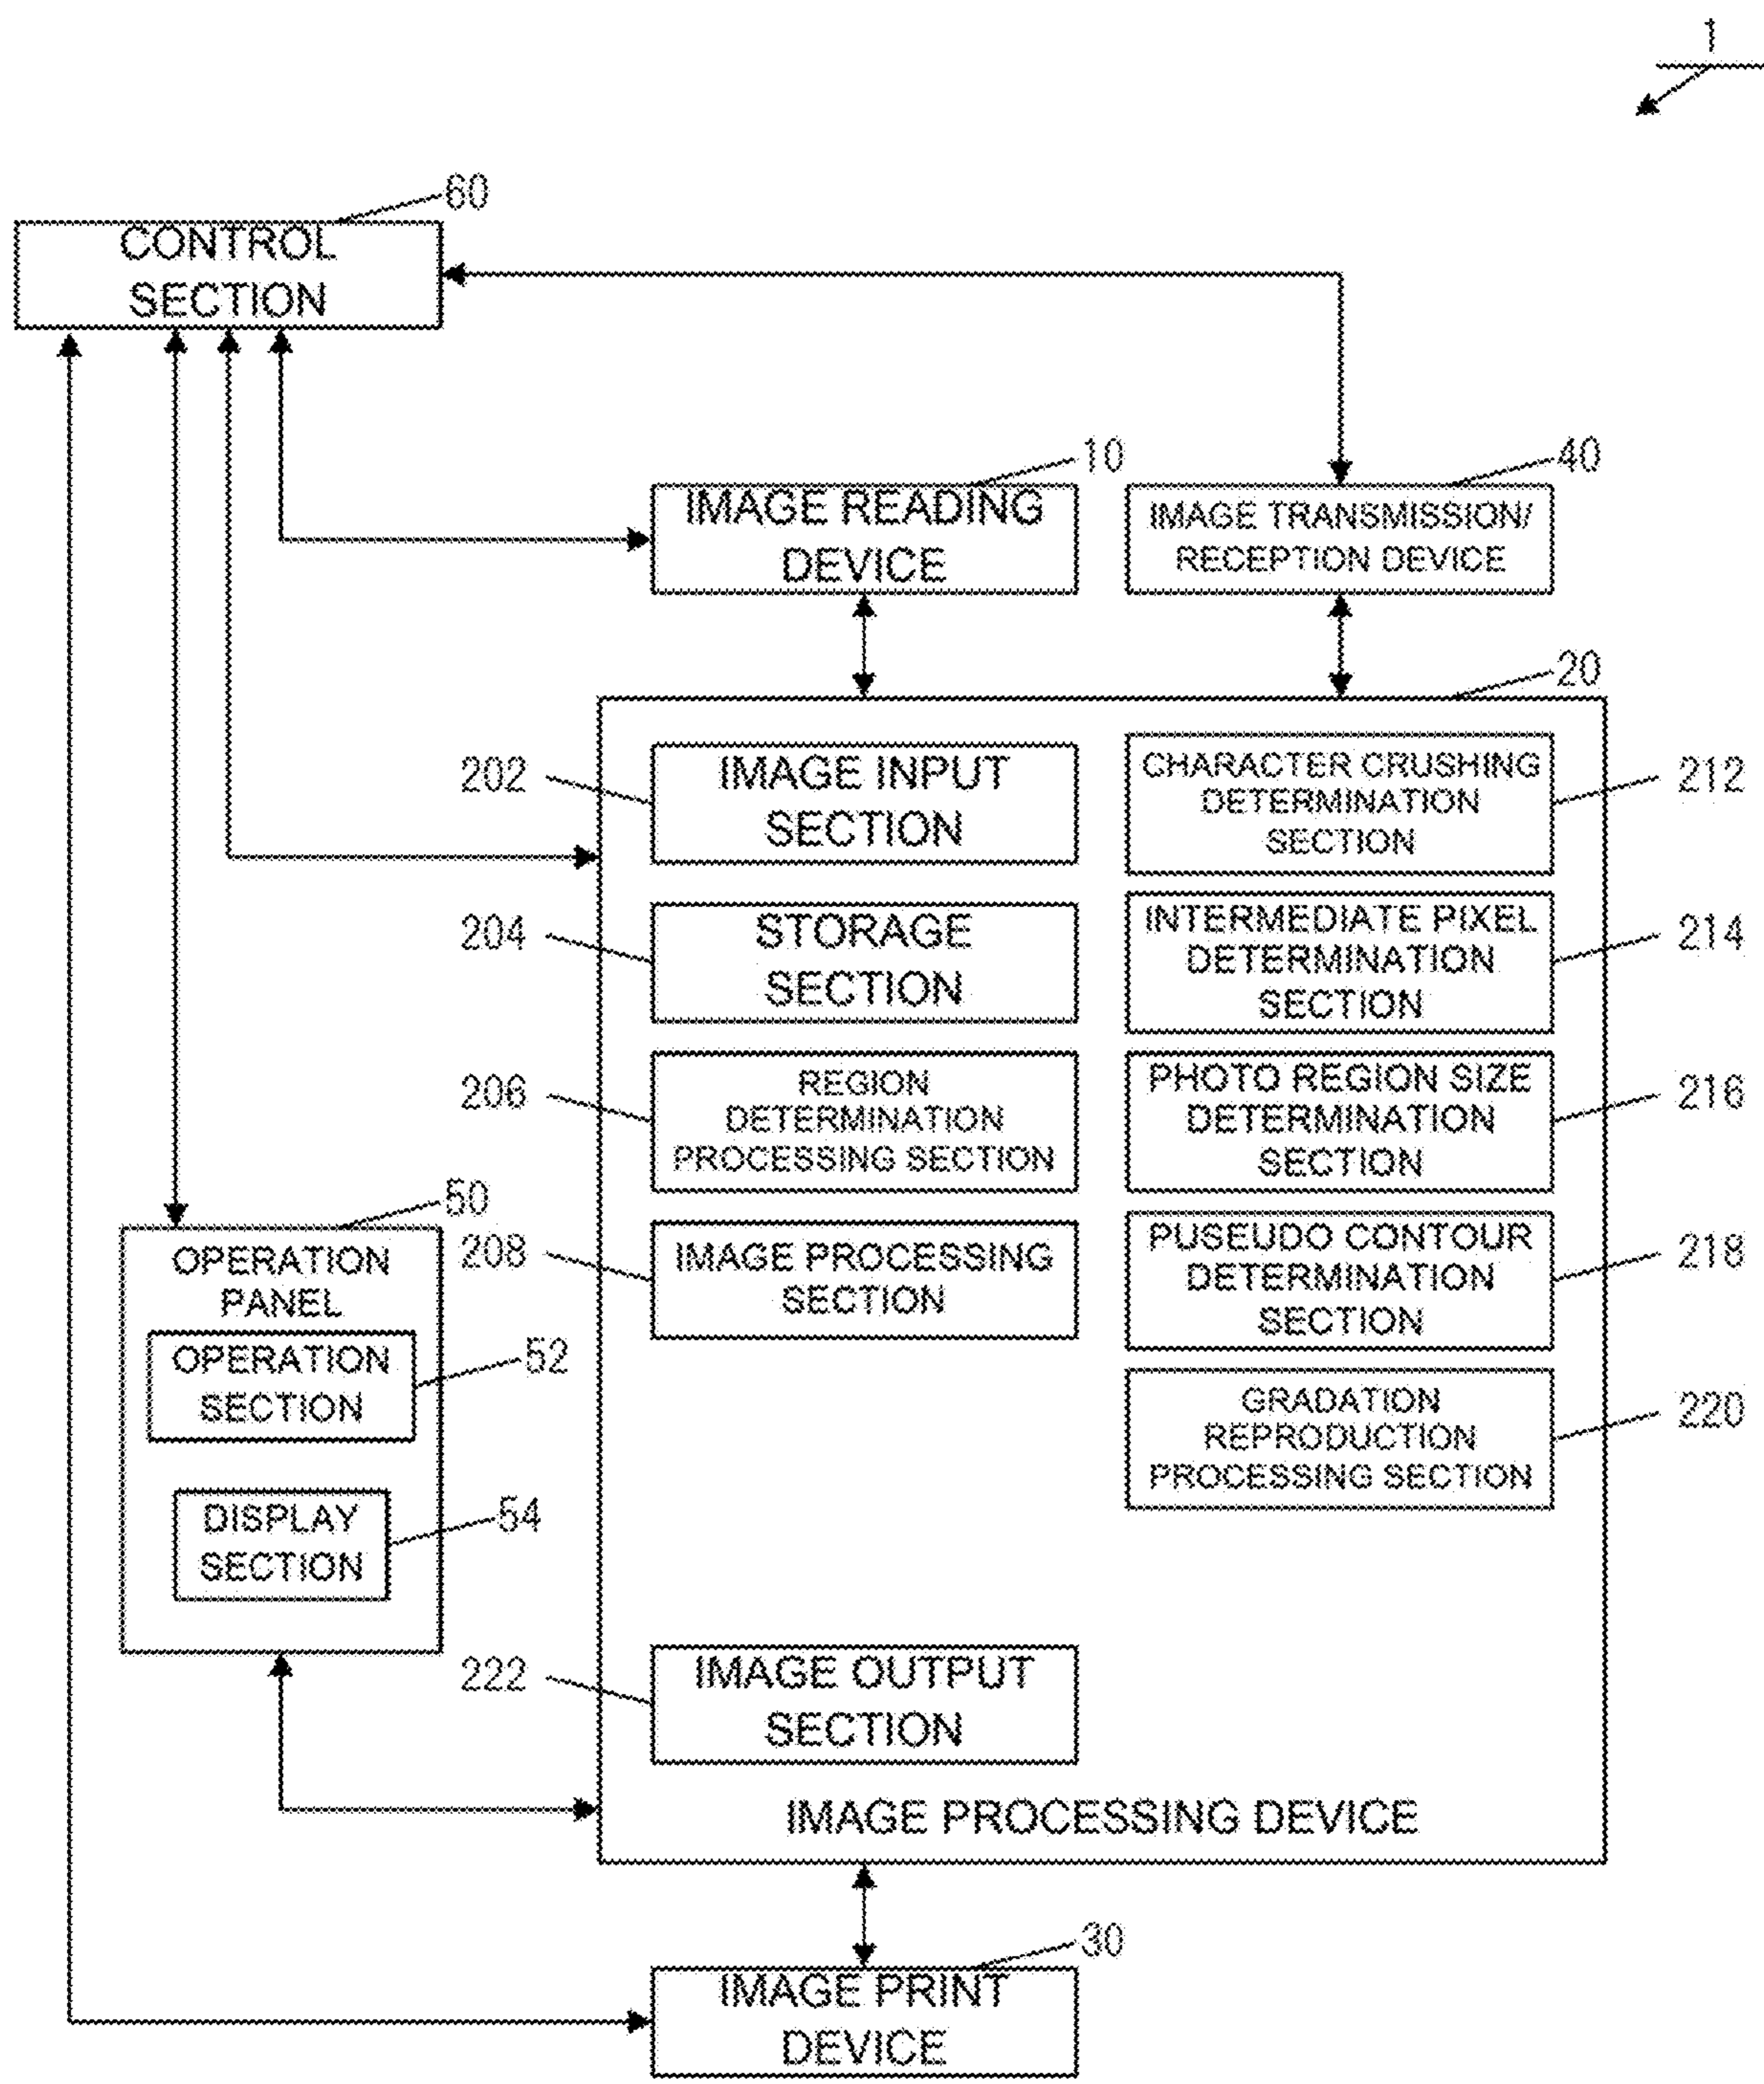 1
60
CONTROL
SECTION
10
IMAGE READING
DEVICE
40
IMAGE TRANSMISSION/
RECEPTION DEVICE
20
202
IMAGE INPUT
SECTION
204
STORAGE
SECTION
206
REGION
DETERMINATION
PROCESSING SECTION
208
IMAGE PROCESSING
SECTION
CHARACTER CRUSHING
DETERMINATION
SECTION
212
INTERMEDIATE PIXEL
DETERMINATION
SECTION
214
PHOTO REGION SIZE
DETERMINATION
SECTION
216
PUSEUDO CONTOUR
DETERMINATION
SECTION
218
GRADATION
REPRODUCTION
PROCESSING SECTION
220
50
OPERATION
PANEL
OPERATION
SECTION
52
DISPLAY
SECTION
54
222
IMAGE OUTPUT
SECTION
IMAGE PROCESSING DEVICE
30
IMAGE PRINT
DEVICE